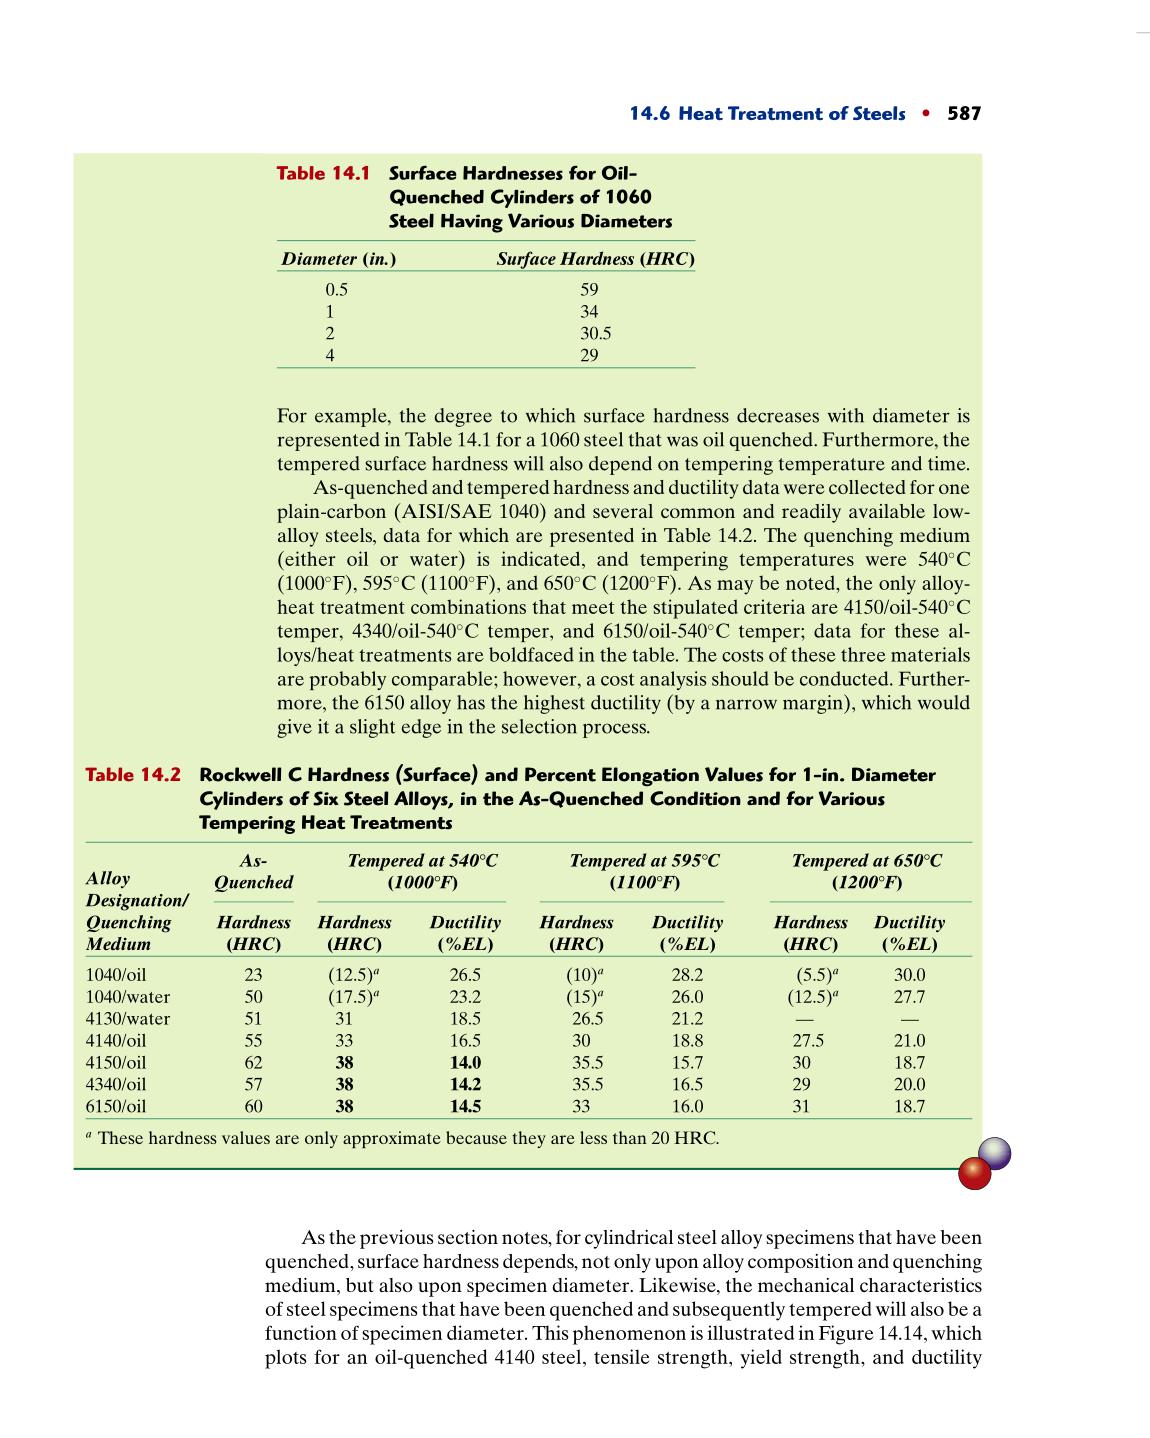 14.6 Heat Treatment of Steels • 587
Table 14.1 Surface Hardnesses for Oil-
Quenched Cylinders of 1060
Steel Having Various Diameters
Diameter (in.) Surface Hardness (HRC)
0.5 59
1 34
2 30.5
4 29
For example, the degree to which surface hardness decreases with diameter is
represented in Table 14.1 for a 1060 steel that was oil quenched. Furthermore, the
tempered surface hardness will also depend on tempering temperature and time.
As-quenched and tempered hardness and ductility data were collected for one
plain-carbon (AISI/SAE 1040) and several common and readily available low-
alloy steels, data for which are presented in Table 14.2. The quenching medium
(either oil or water) is indicated, and tempering temperatures were 540°C
(1000°F), 595°C (1100°F), and 650°C (1200°F). As may be noted, the only alloy-
heat treatment combinations that meet the stipulated criteria are 4150/oil-540°C
temper, 4340/oil-540°C temper, and 6150/oil-540°C temper; data for these al-
loys/heat treatments are boldfaced in the table. The costs of these three materials
are probably comparable; however, a cost analysis should be conducted. Further-
more, the 6150 alloy has the highest ductility (by a narrow margin), which would
give it a slight edge in the selection process.
Table 14.2 Rockwell C Hardness (Surface) and Percent Elongation Values for 1-in. Diameter
Cylinders of Six Steel Alloys, in the As-Quenched Condition and for Various
Tempering Heat Treatments
As- Tempered at 540°C Tempered at 595°C Tempered at 650°C
Alloy Quenched (1000°F) (1100°F) (1200°F)
Designation/
Quenching Hardness Hardness Ductility Hardness Ductility Hardness Ductility
Medium (HRC) (HRC) (%EL) (HRC) (%EL) (HRC) (%EL)
1040/oil 23 (12.5)a 26.5 (10)a 28.2 (5.5)a 30.0
1040/water 50 (17.5)a 23.2 (15)a 26.0 (12.5)a 27.7
4130/water 51 31 18.5 26.5 21.2 — —
4140/oil 55 33 16.5 30 18.8 27.5 21.0
4150/oil 62 38 14.0 35.5 15.7 30 18.7
4340/oil 57 38 14.2 35.5 16.5 29 20.0
6150/oil 60 38 14.5 33 16.0 31 18.7
a These hardness values are only approximate because they are less than 20 HRC.
As the previous section notes, for cylindrical steel alloy specimens that have been
quenched, surface hardness depends, not only upon alloy composition and quenching
medium, but also upon specimen diameter. Likewise, the mechanical characteristics
of steel specimens that have been quenched and subsequently tempered will also be a
function of specimen diameter. This phenomenon is illustrated in Figure 14.14, which
plots for an oil-quenched 4140 steel, tensile strength, yield strength, and ductility